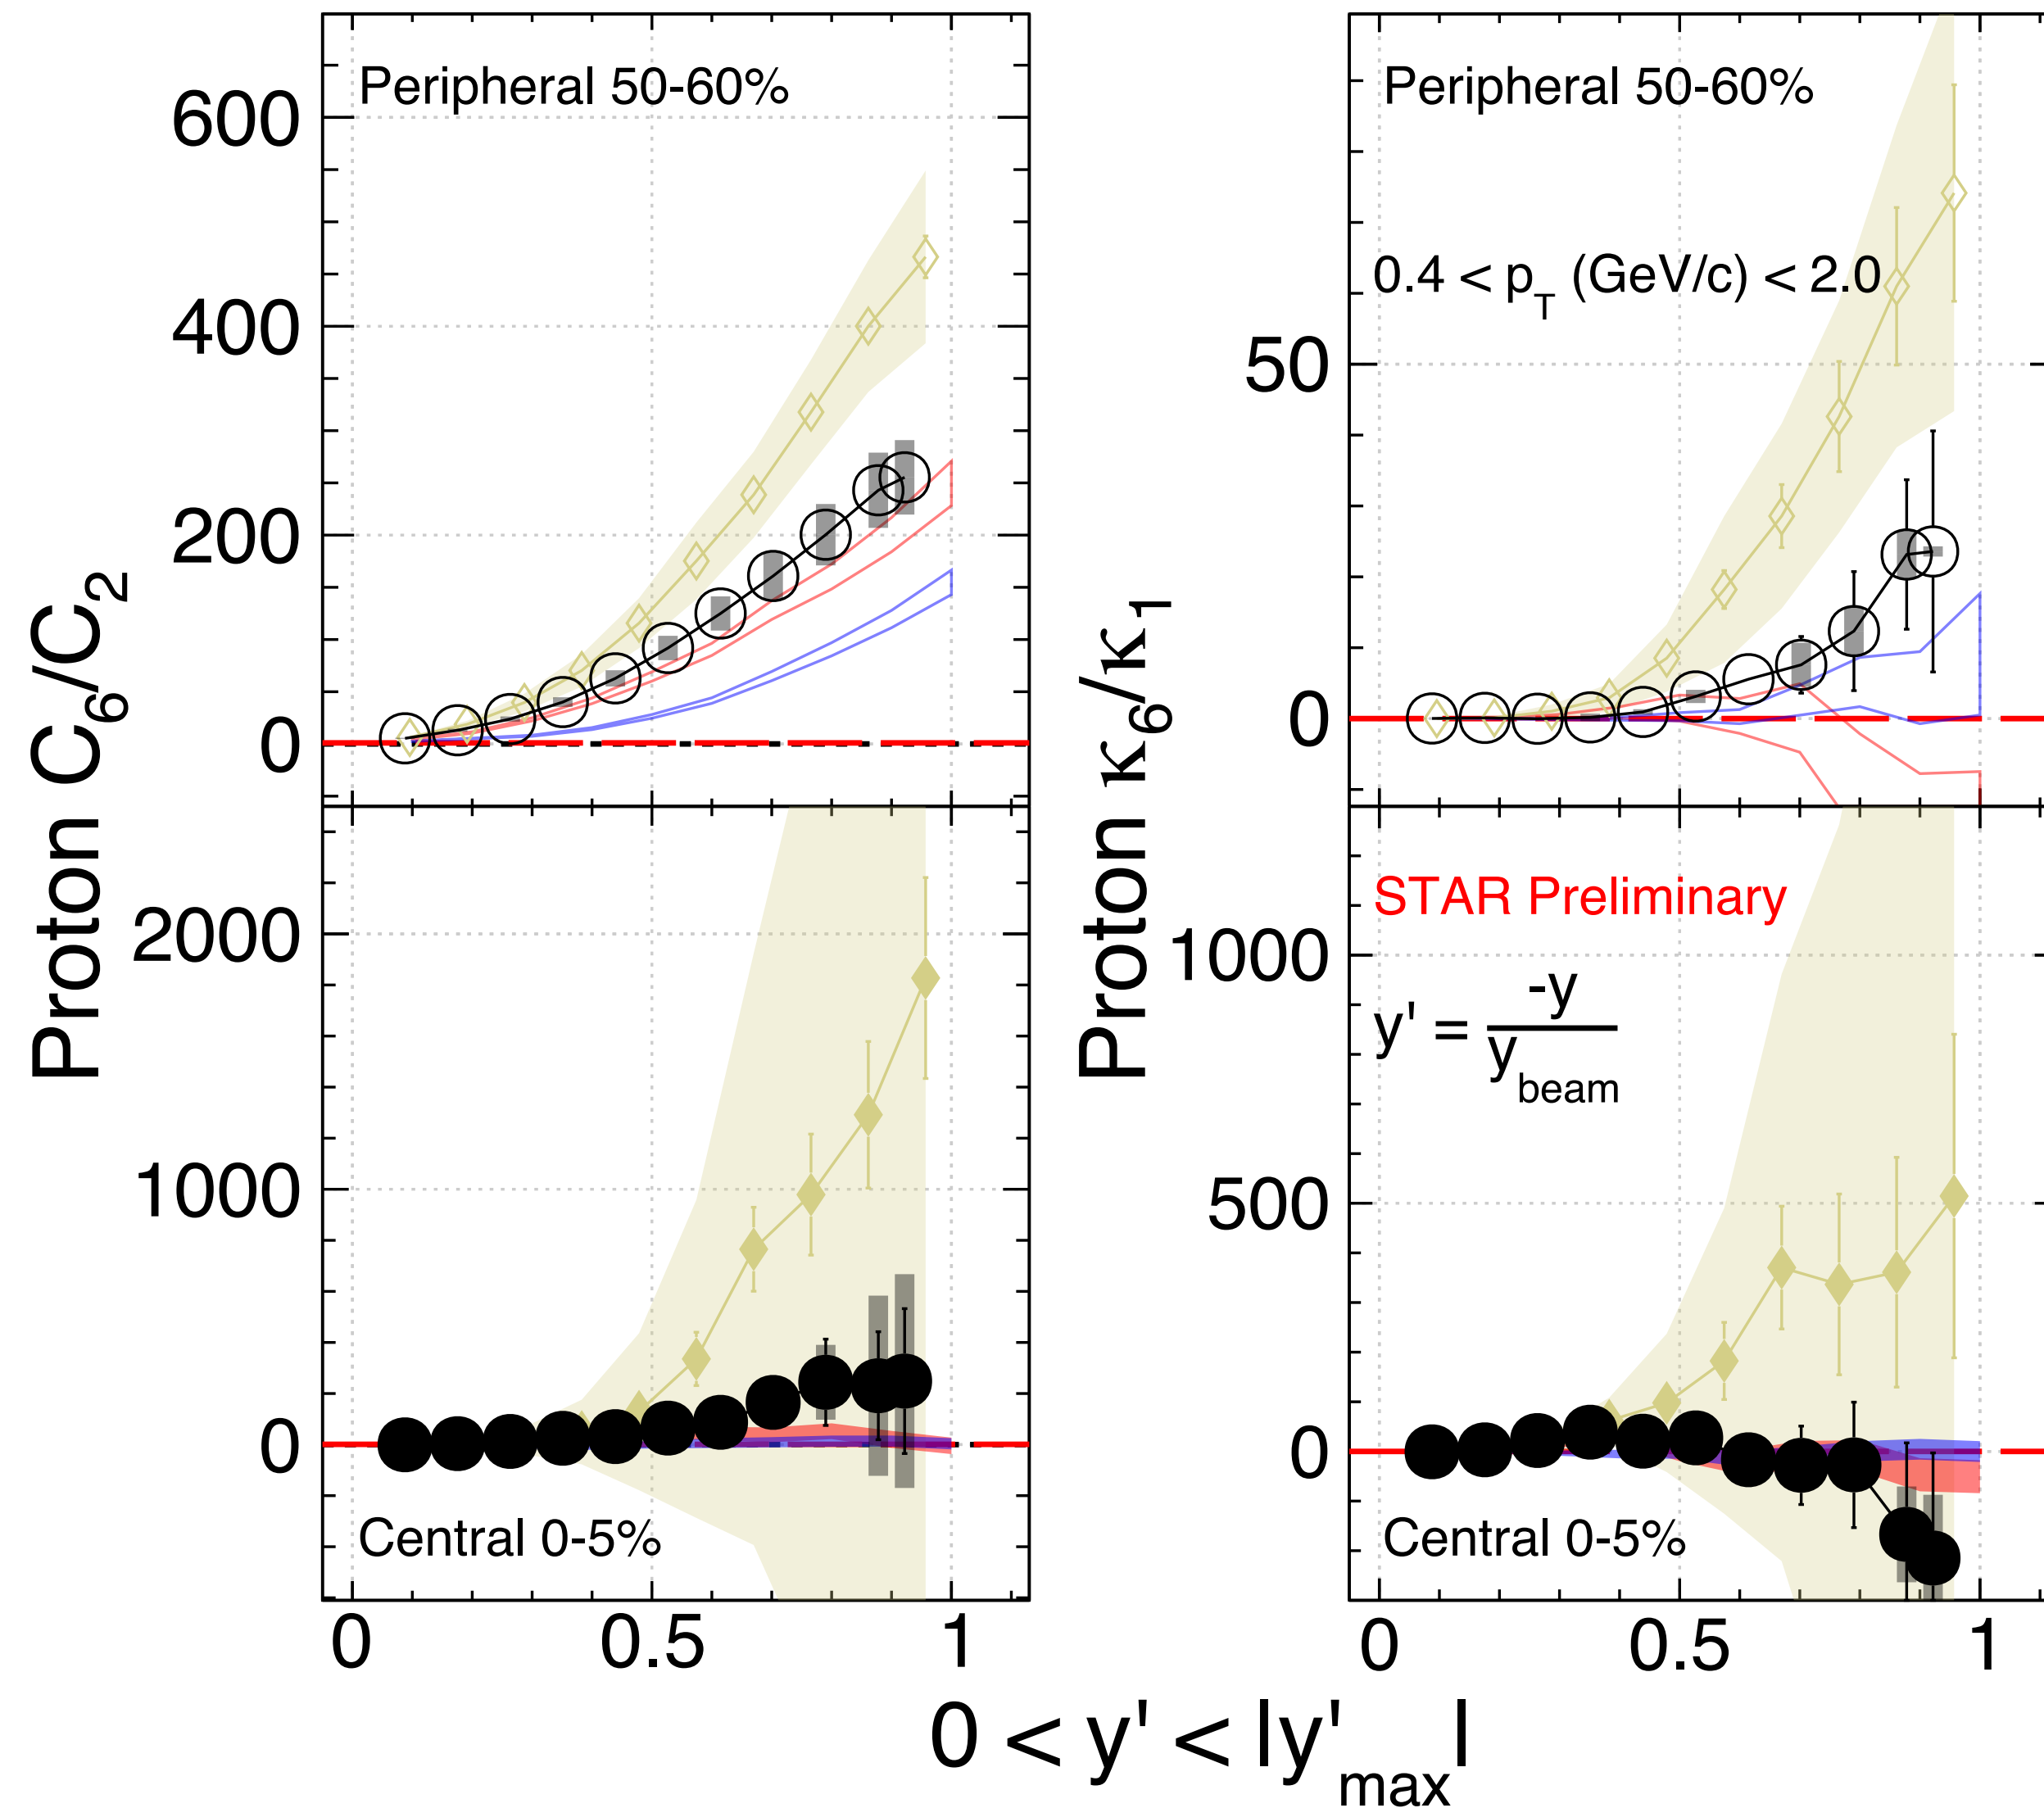 Proton C6/C2
Peripheral 50-60%
600
400
200
0
2000
1000
0
Central 0-5%
0
0.5
1
Proton κ6/κ1
Peripheral 50-60%
0.4 < pT (GeV/c) < 2.0
50
0
STAR Preliminary
1000
y' = -y
ybeam
500
0
Central 0-5%
0
0.5
1
0 < y' < |y'max|